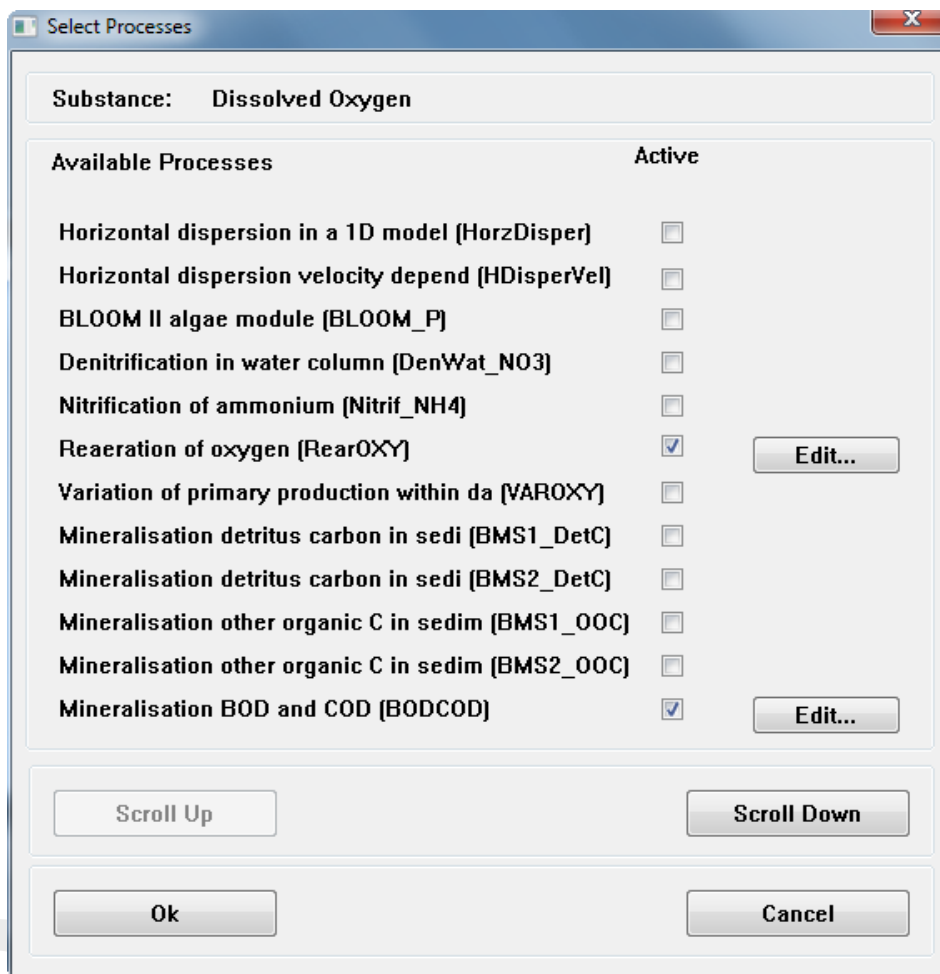 Select Processes
Substance: Dissolved Oxygen
Available Processes Active
Horizontal dispersion in a 1D model (HorzDisper)
Horizontal dispersion velocity depend (HDisperVel)
BLOOM II algae module (BLOOM_P)
Denitrification in water column (DenWat_NO3)
Nitrification of ammonium (Nitrif_NH4)
Reaeration of oxygen (RearOXY) Edit...
Variation of primary production within da (VAROXY)
Mineralisation detritus carbon in sedi (BMS1_DetC)
Mineralisation detritus carbon in sedi (BMS2_DetC)
Mineralisation other organic C in sedim (BMS1_OOC)
Mineralisation other organic C in sedim (BMS2_OOC)
Mineralisation BOD and COD (BODCOD) Edit...
Scroll Up Scroll Down
Ok Cancel